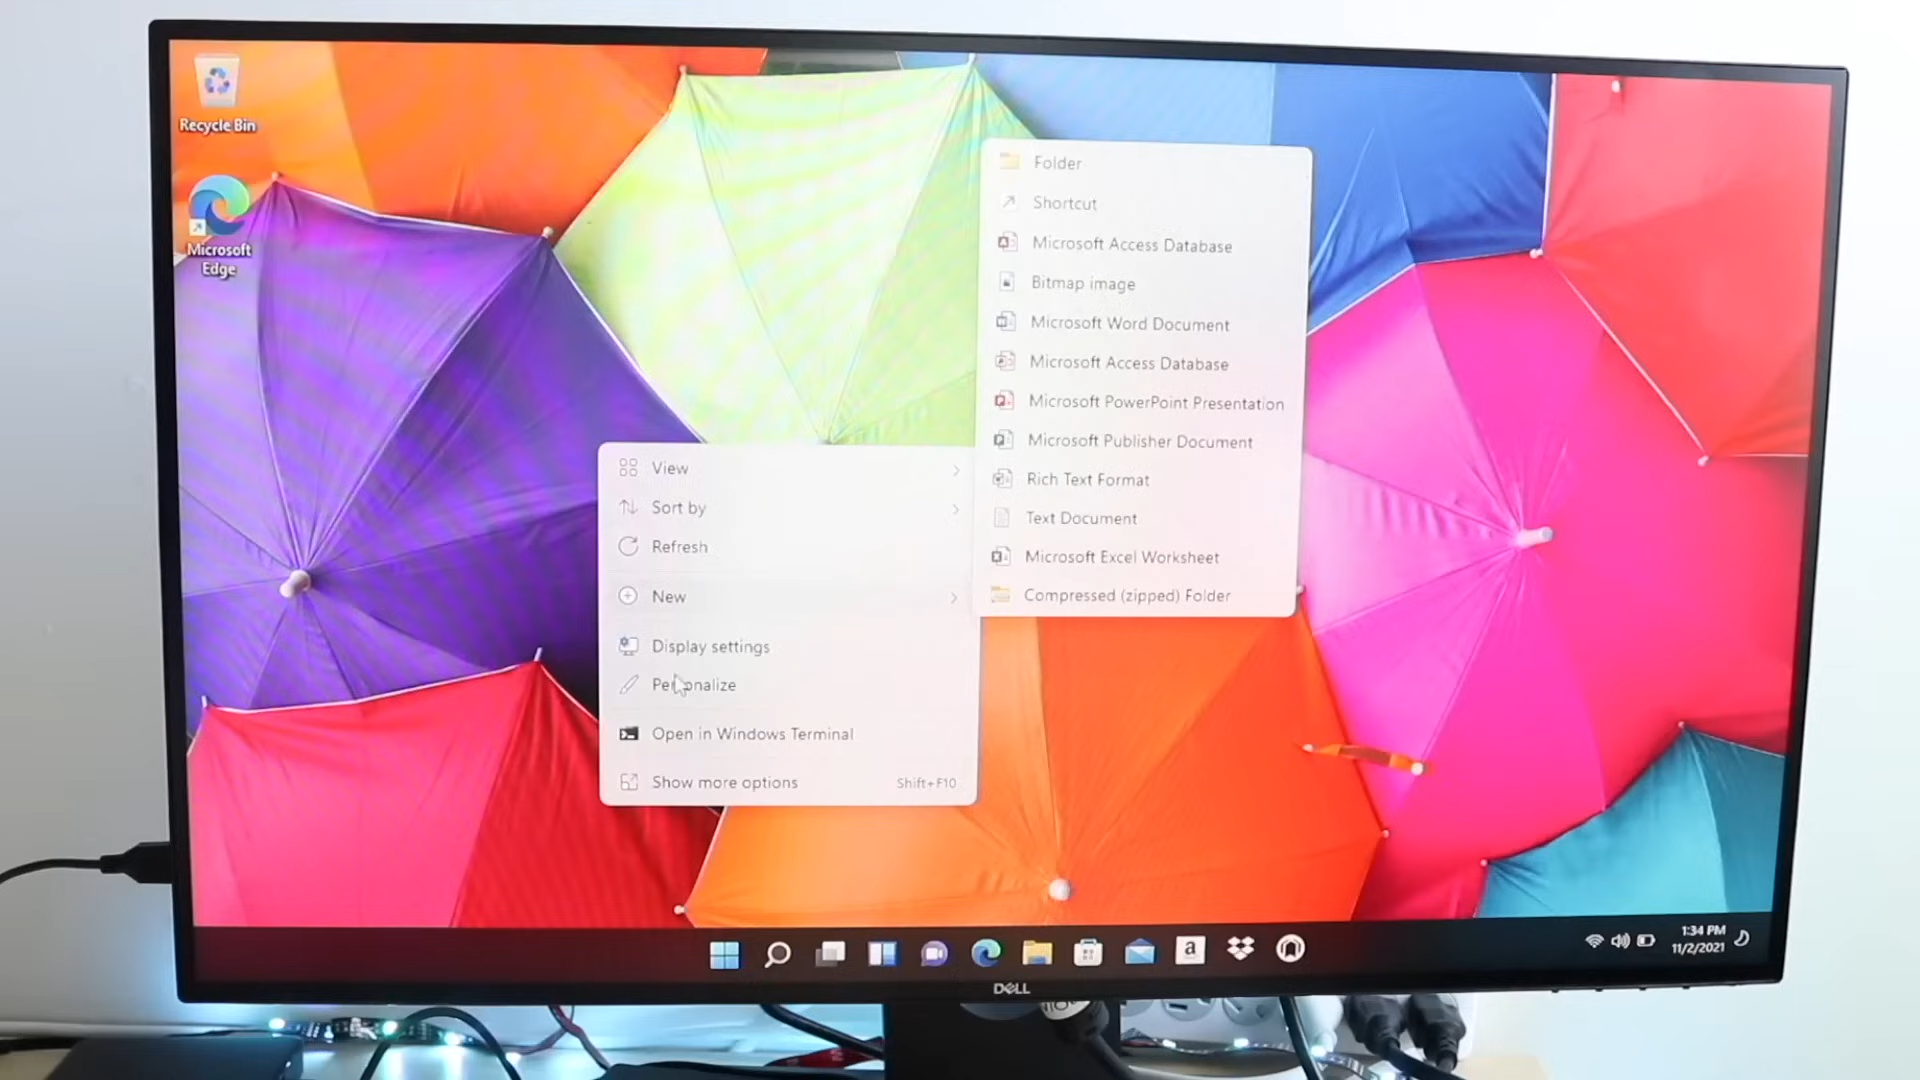 Recycle Bin
Microsoft
Edge
Folder
Shortcut
Microsoft Access Database
Bitmap image
Microsoft Word Document
Microsoft Access Database
Microsoft PowerPoint Presentation
Microsoft Publisher Document
Rich Text Format
Text Document
Microsoft Excel Worksheet
Compressed (zipped) Folder
View
Sort by
Refresh
New
Display settings
Personalize
Open in Windows Terminal
Show more options Shift+F10
a
1:34 PM
11/2/2021
DELL